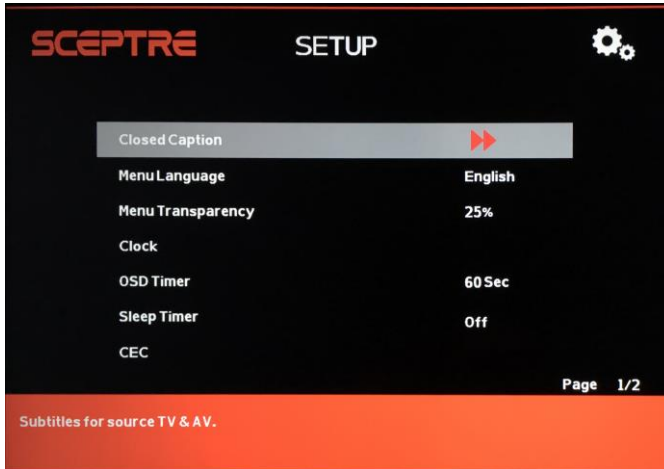 SCEPTRE SETUP
Closed Caption
Menu Language English
Menu Transparency 25%
Clock
OSD Timer 60 Sec
Sleep Timer Off
CEC
Page 1/2
Subtitles for source TV & AV.